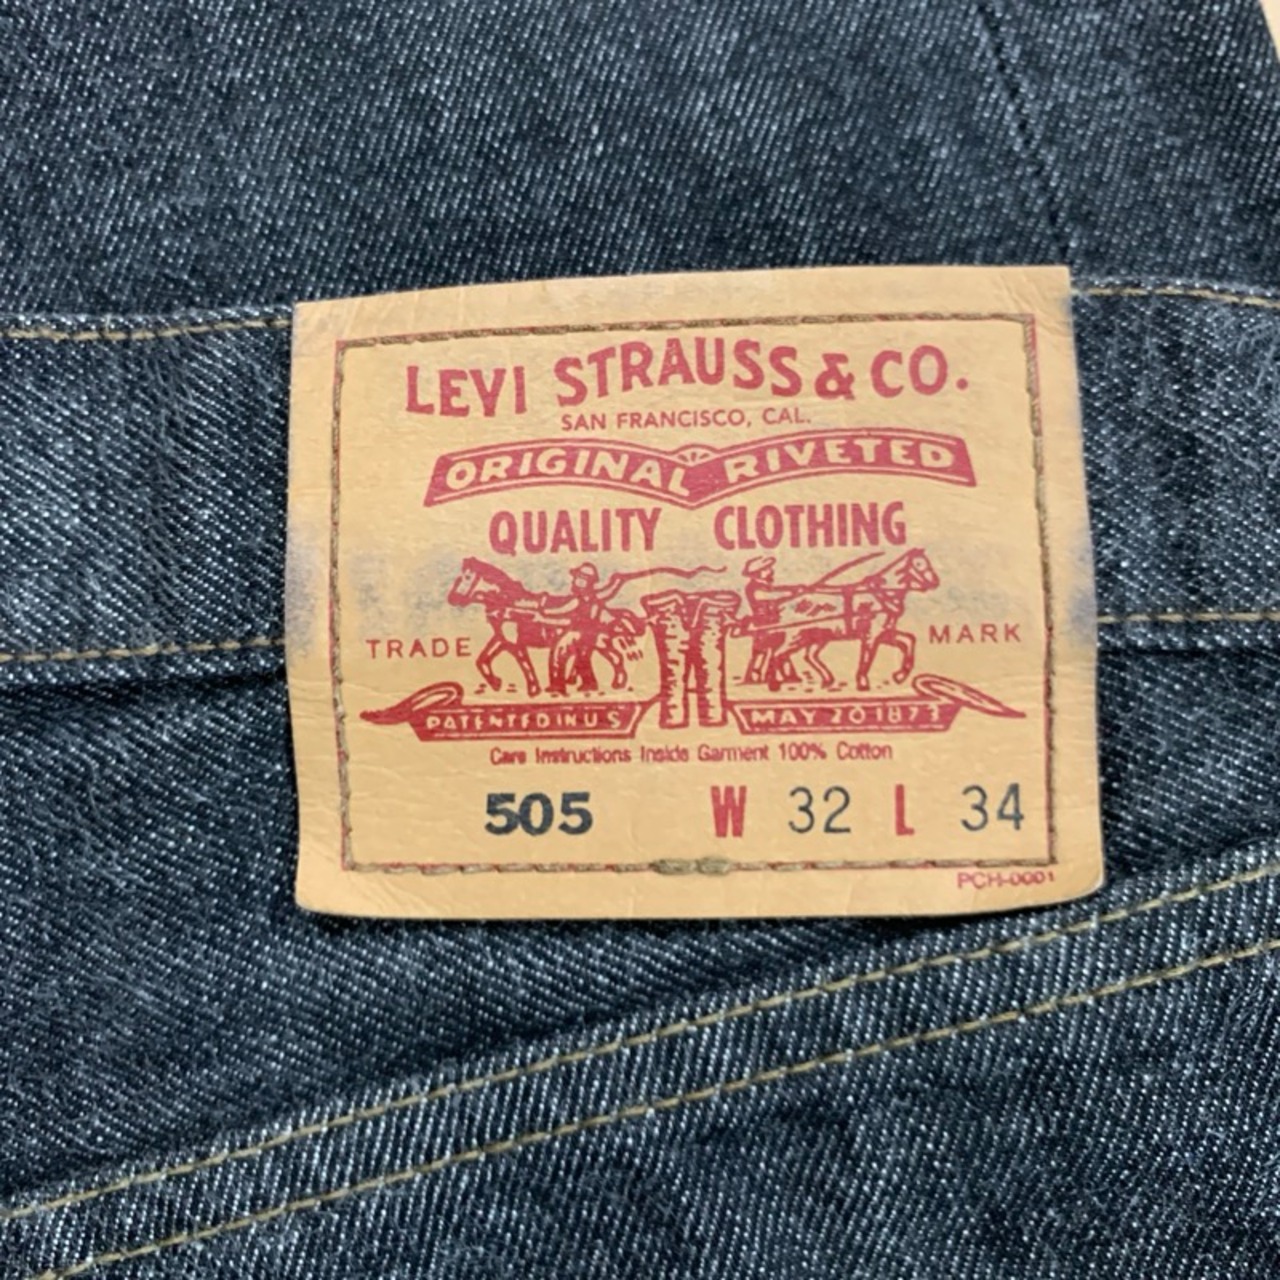 LEVI STRAUSS & CO.
SAN FRANCISCO, CAL.
ORIGINAL RIVETED
QUALITY CLOTHING
TRADE MARK
PATENTED IN U S MAY 20 1873
Care Instructions Inside Garment 100% Cotton
505 W 32 L 34
PCH-0001